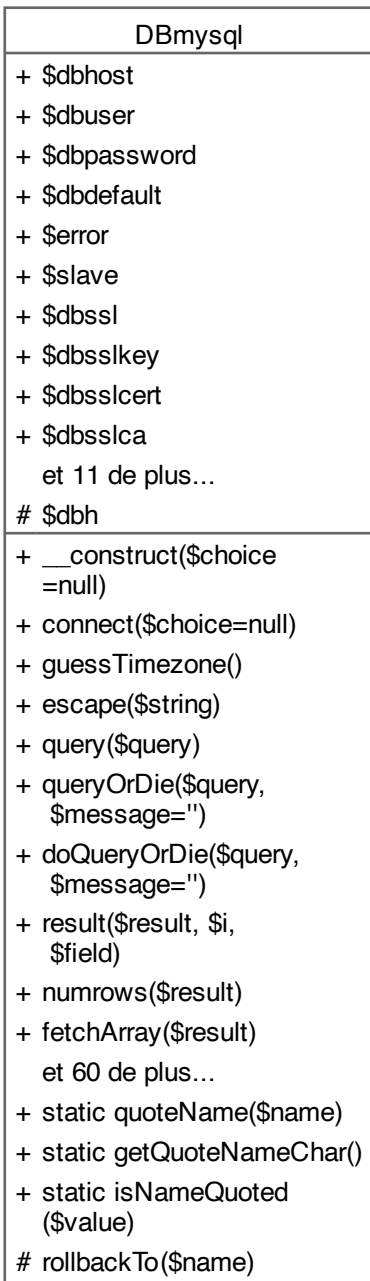 DBmysql
+ $dbhost
+ $dbuser
+ $dbpassword
+ $dbdefault
+ $error
+ $slave
+ $dbssl
+ $dbsslkey
+ $dbsslcert
+ $dbsslca
et 11 de plus...
# $dbh
+ __construct($choice
=null)
+ connect($choice=null)
+ guessTimezone()
+ escape($string)
+ query($query)
+ queryOrDie($query,
$message='')
+ doQueryOrDie($query,
$message='')
+ result($result, $i,
$field)
+ numrows($result)
+ fetchArray($result)
et 60 de plus...
+ static quoteName($name)
+ static getQuoteNameChar()
+ static isNameQuoted
($value)
# rollbackTo($name)